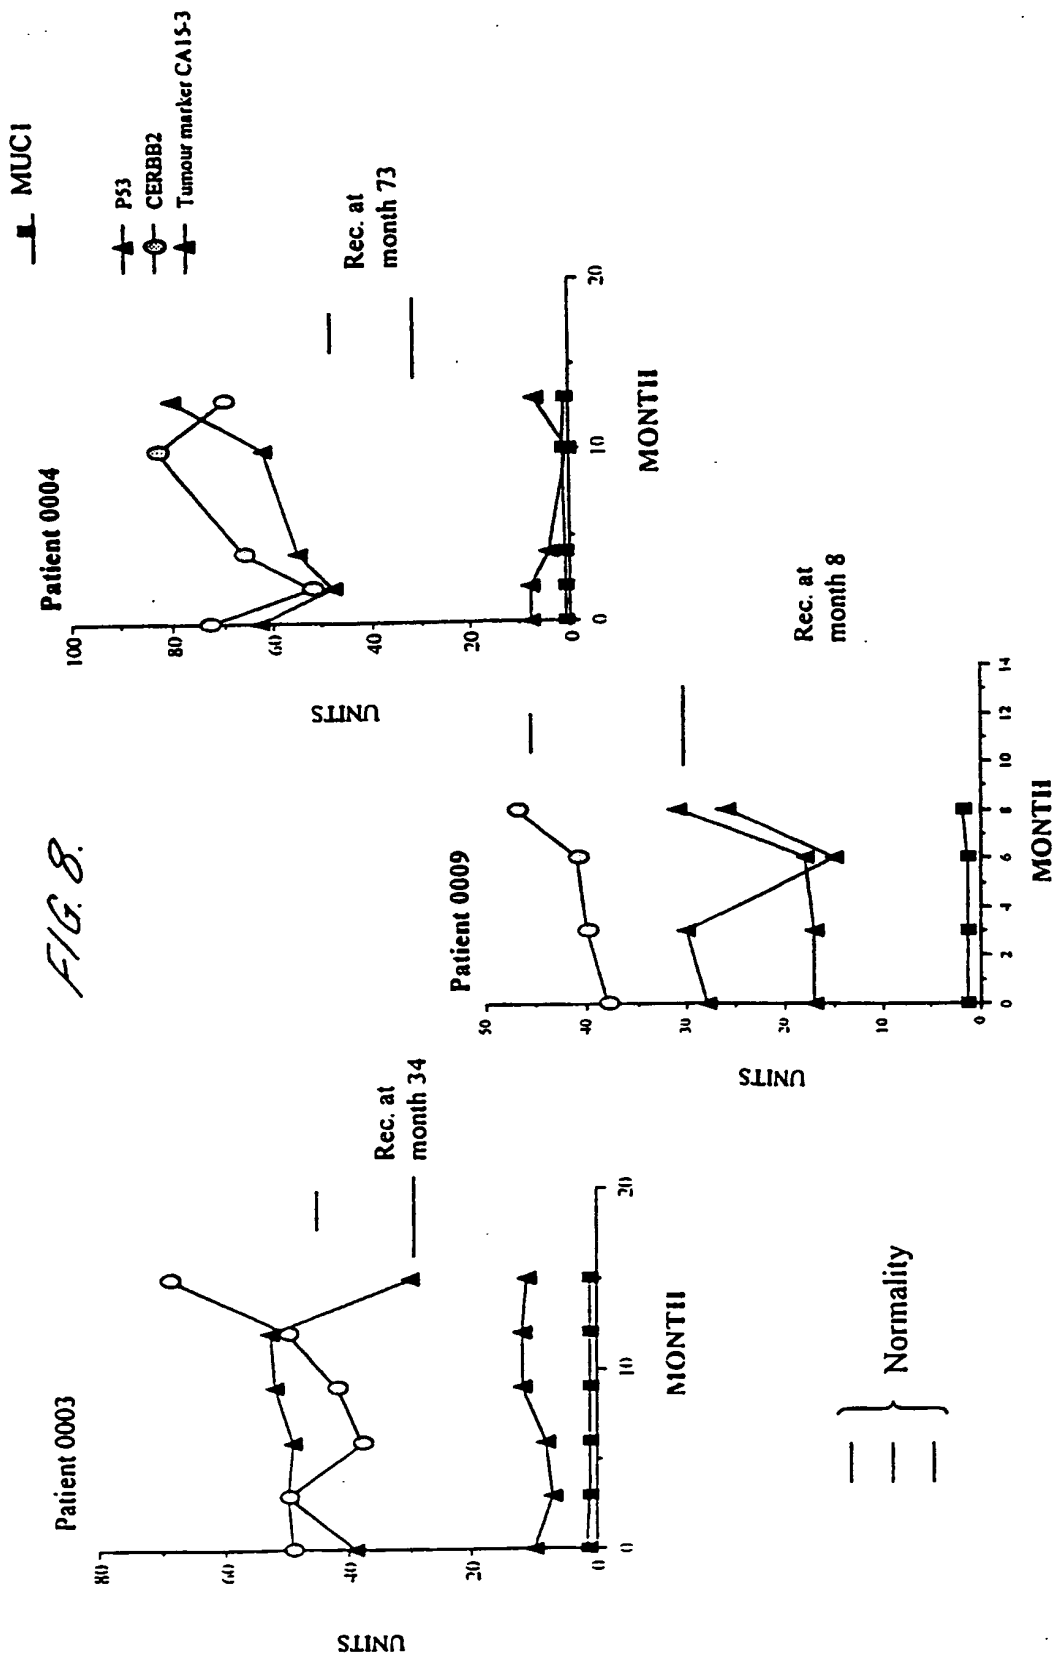 FIG. 8.
MUC1
P53
CERBB2
Tumour marker CA15-3
Patient 0003
80
60
40
20
0
UNITS
0
10
20
MONTH
Rec. at
month 34
Patient 0009
50
40
30
20
10
0
UNITS
0
2
4
6
8
10
12
14
MONTH
Rec. at
month 8
Patient 0004
100
80
60
40
20
0
UNITS
0
10
20
MONTH
Rec. at
month 73
Normality